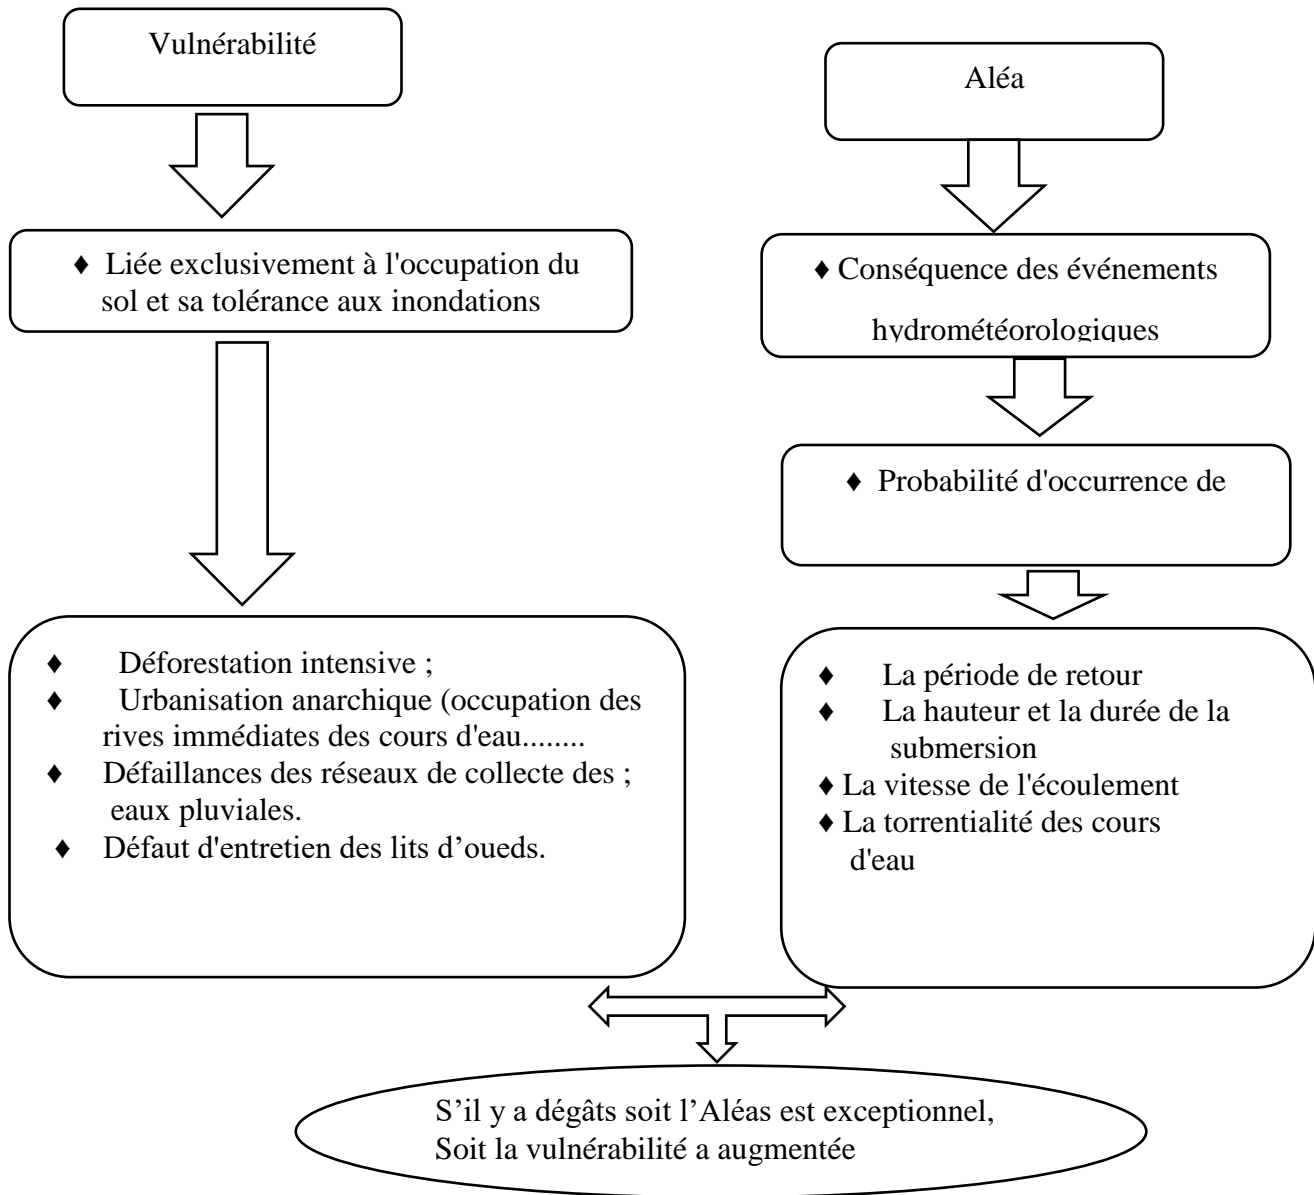 Vulnérabilité
Aléa
♦ Liée exclusivement à l'occupation du
sol et sa tolérance aux inondations
♦ Conséquence des événements
hydrométéorologiques
♦ Probabilité d'occurrence de
♦ Déforestation intensive ;
♦ Urbanisation anarchique (occupation des
rives immédiates des cours d'eau........
♦ Défaillances des réseaux de collecte des ;
eaux pluviales.
♦ Défaut d'entretien des lits d’oueds.
♦ La période de retour
♦ La hauteur et la durée de la
submersion
♦ La vitesse de l'écoulement
♦ La torrentialité des cours
d'eau
S’il y a dégâts soit l’Aléas est exceptionnel,
Soit la vulnérabilité a augmentée